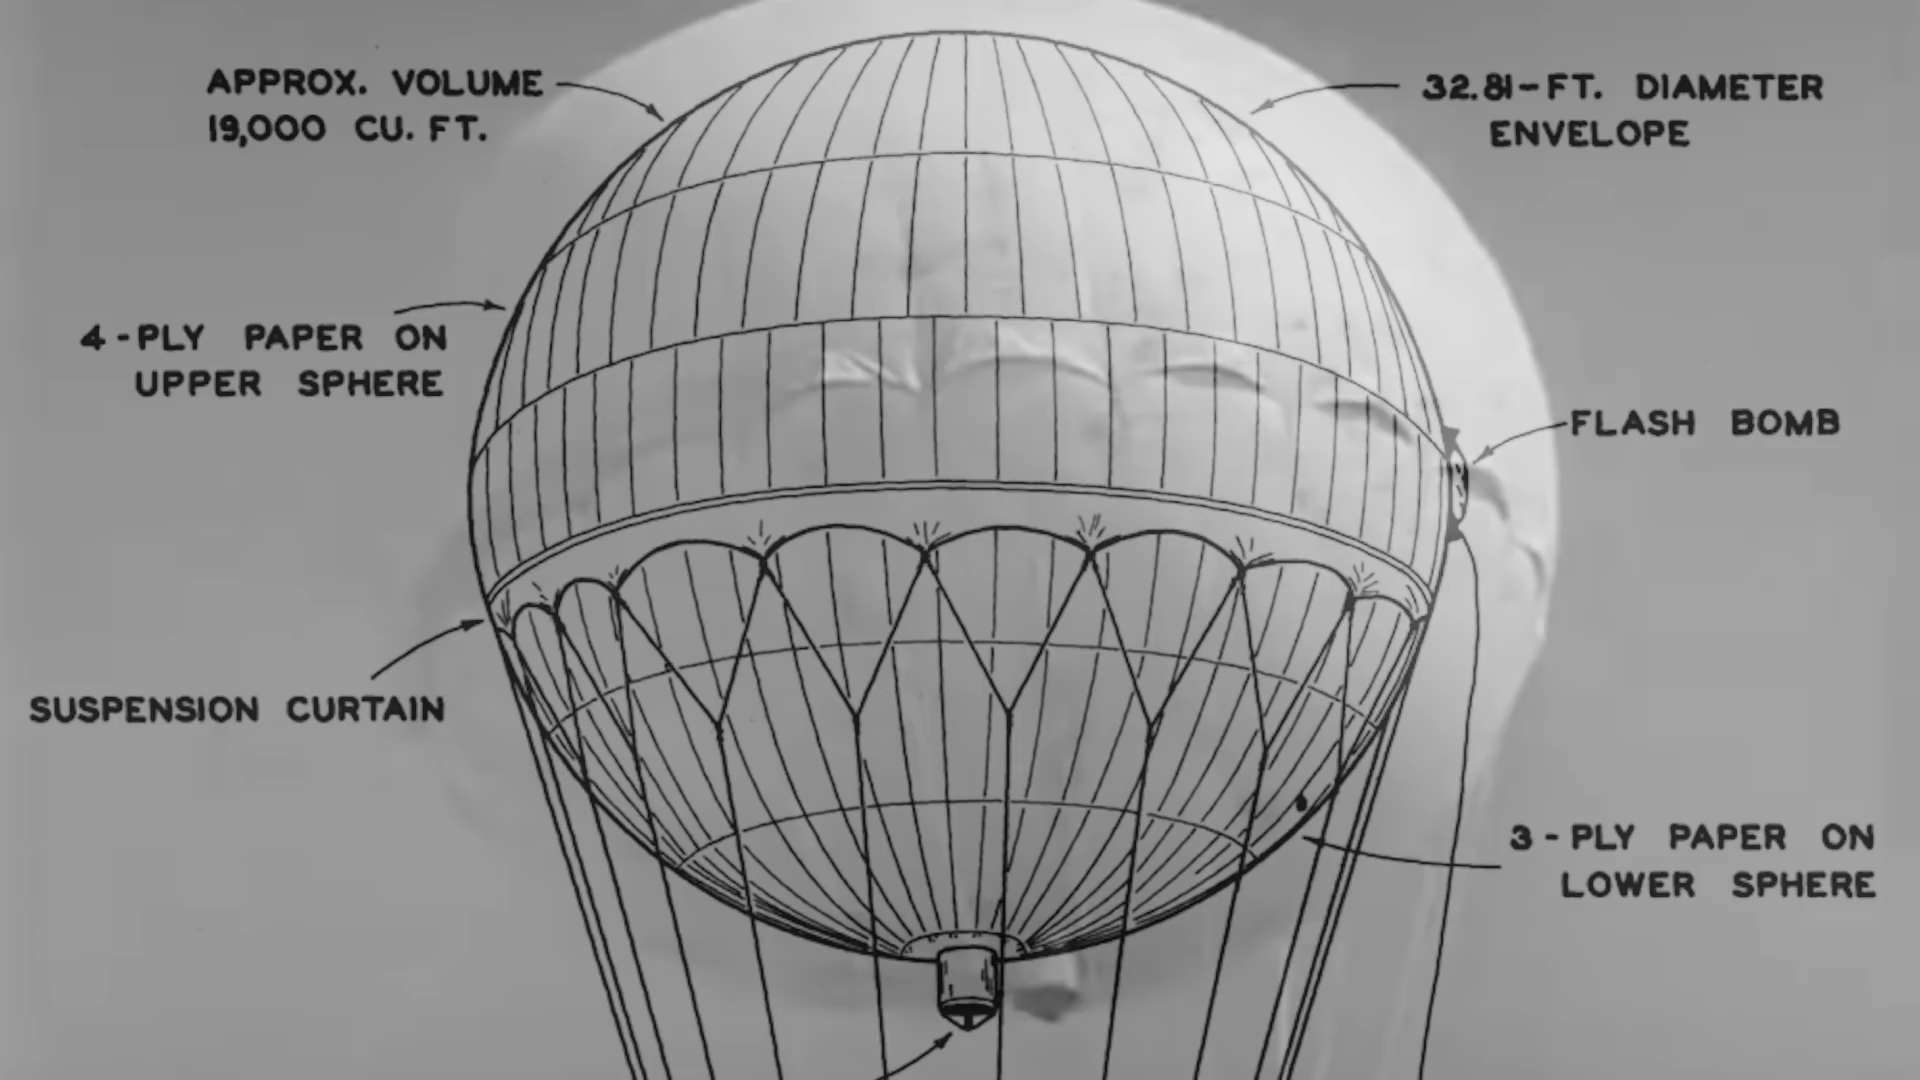 APPROX. VOLUME
19,000 CU. FT.
32.81-FT. DIAMETER
ENVELOPE
4-PLY PAPER ON
UPPER SPHERE
FLASH BOMB
SUSPENSION CURTAIN
3-PLY PAPER ON
LOWER SPHERE